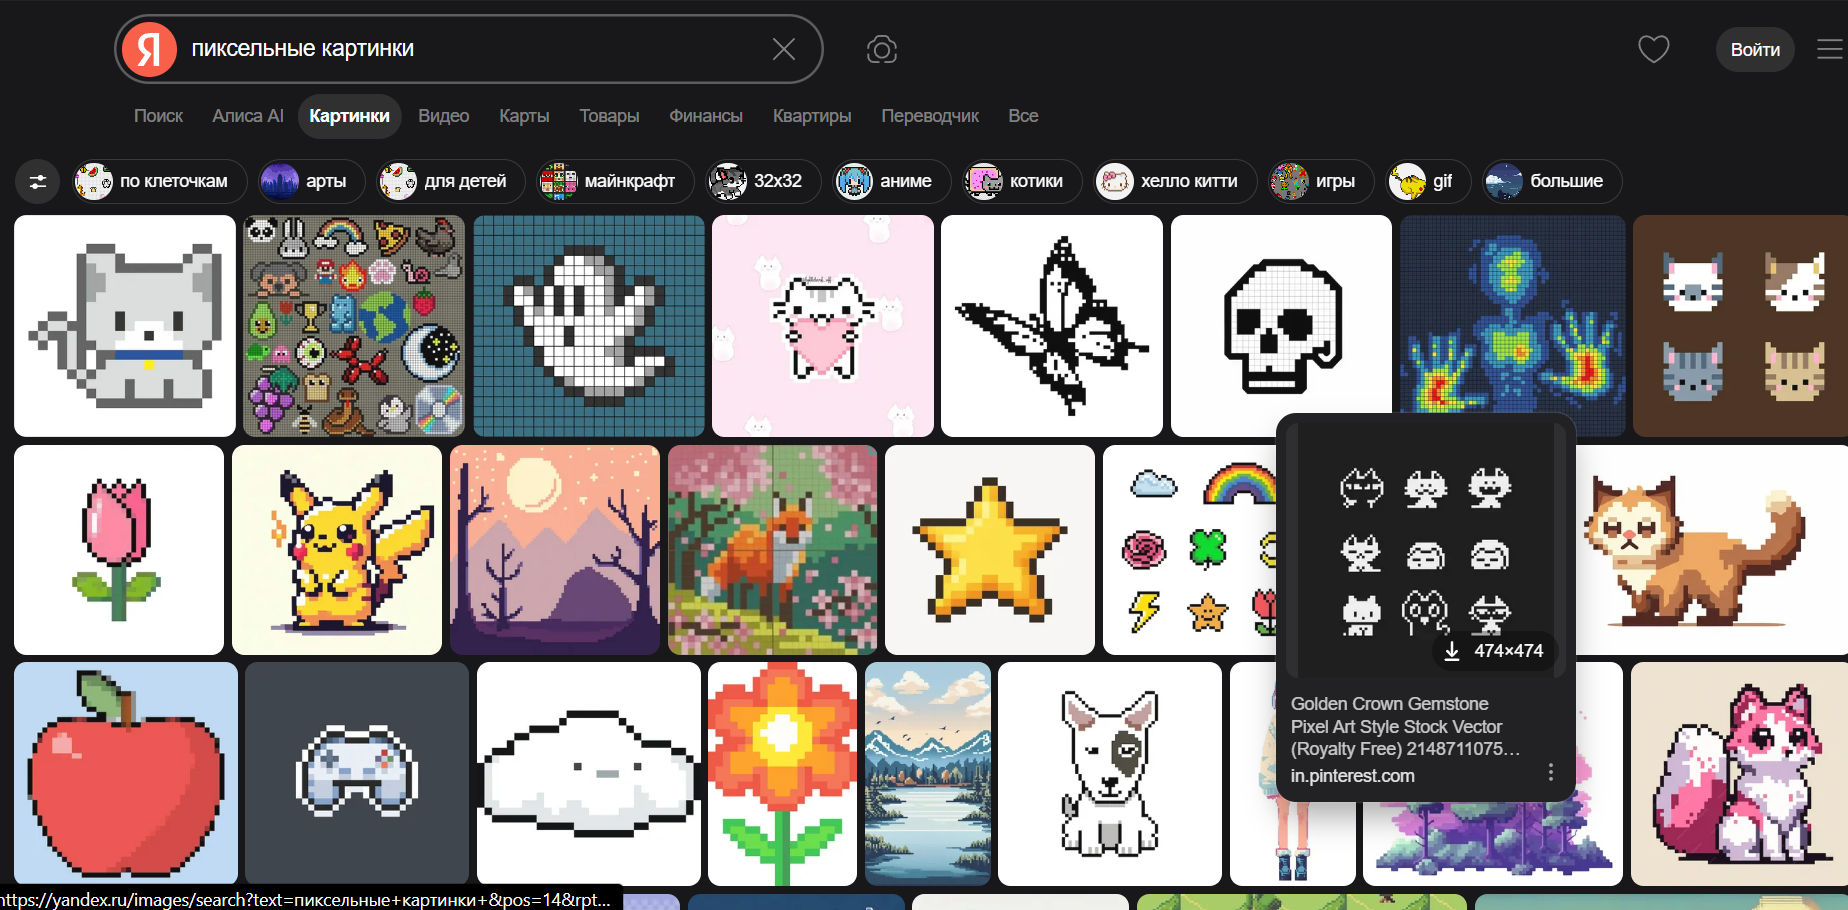 Я пиксельные картинки
Войти
Поиск Алиса AI Картинки Видео Карты Товары Финансы Квартиры Переводчик Все
по клеточкам арты для детей майнкрафт 32x32 аниме котики хелло китти игры gif большие
474×474
Golden Crown Gemstone
Pixel Art Style Stock Vector
(Royalty Free) 2148711075...
in.pinterest.com
https://yandex.ru/images/search?text=пиксельные+картинки+&pos=14&rpt...